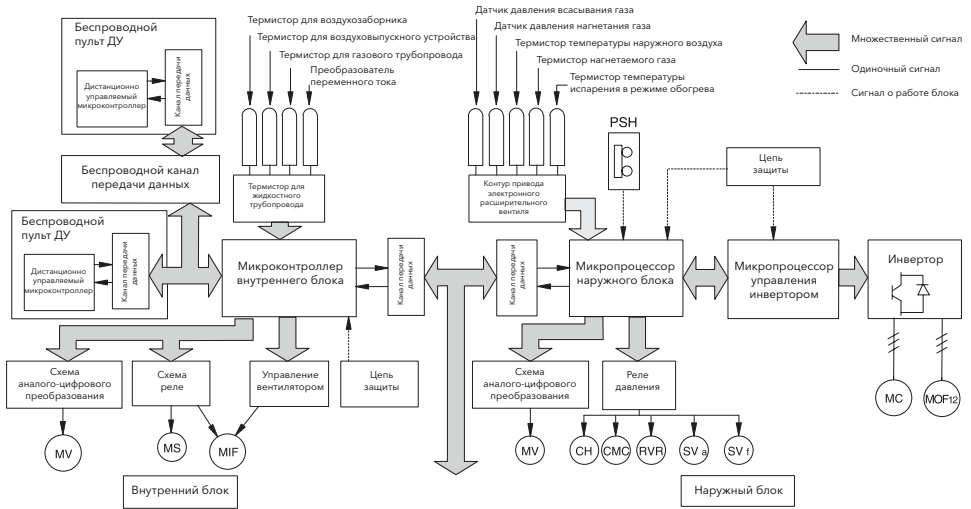 Беспроводной
пульт ДУ
Дистанционно
управляемый
микроконтроллер
Канал передачи
данных
Беспроводной канал
передачи данных
Беспроводной
пульт ДУ
Дистанционно
управляемый
микроконтроллер
Канал передачи
данных
Термистор для воздухозаборника
Термистор для воздуховыпускного устройства
Термистор для газового трубопровода
Преобразователь
переменного тока
Термистор для
жидкостного
трубопровода
Микроконтроллер
внутреннего блока
Канал передачи
данных
Схема
аналого-цифрового
преобразования
Схема
реле
Управление
вентилятором
Цепь
защиты
MV
MS
MIF
Внутренний блок
Датчик давления всасывания газа
Датчик давления нагнетания газа
Термистор температуры наружного воздуха
Термистор нагнетаемого газа
Термистор температуры
испарения в режиме обогрева
PSH
Контур привода
электронного
расширительного
вентиля
Цепь
защиты
Канал передачи
данных
Микропроцессор
наружного блока
Микропроцессор
управления
инвертором
Инвертор
Схема
аналого-цифрового
преобразования
Реле
давления
MV
CH
CMC
RVR
SV a
SV f
MC
MOF12
Наружный блок
Множественный сигнал
Одиночный сигнал
Сигнал о работе блока